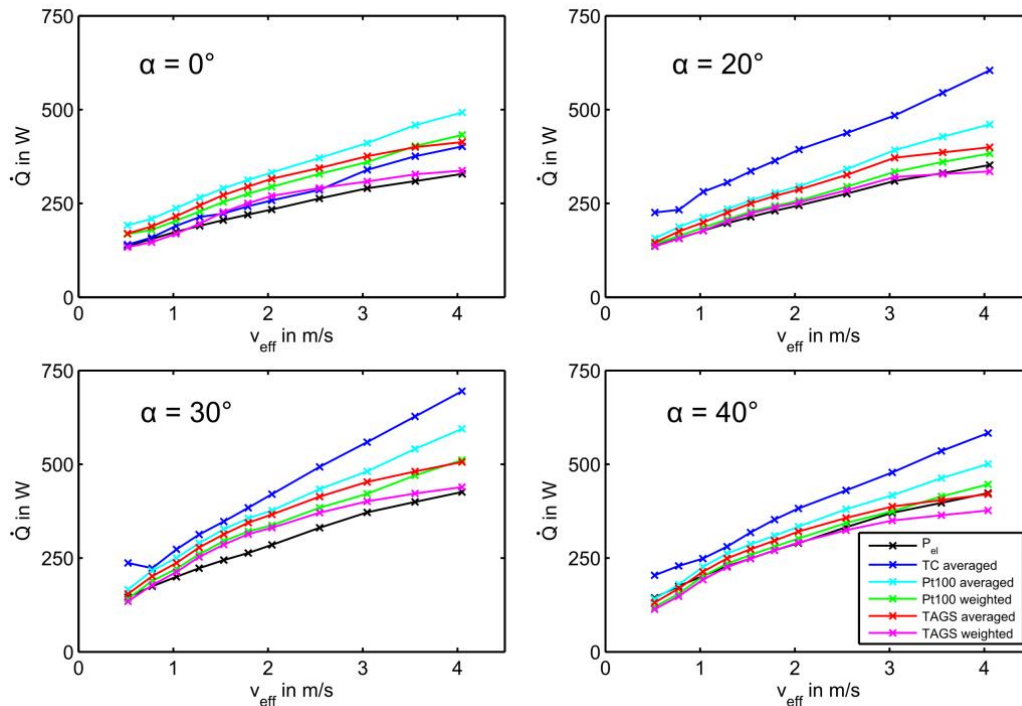 750
500
250
0
Q̇ in W
α = 0°
0 1 2 3 4
v_eff in m/s
750
500
250
0
Q̇ in W
α = 20°
0 1 2 3 4
v_eff in m/s
750
500
250
0
Q̇ in W
α = 30°
0 1 2 3 4
v_eff in m/s
750
500
250
0
Q̇ in W
α = 40°
P_el
TC averaged
Pt100 averaged
Pt100 weighted
TAGS averaged
TAGS weighted
0 1 2 3 4
v_eff in m/s